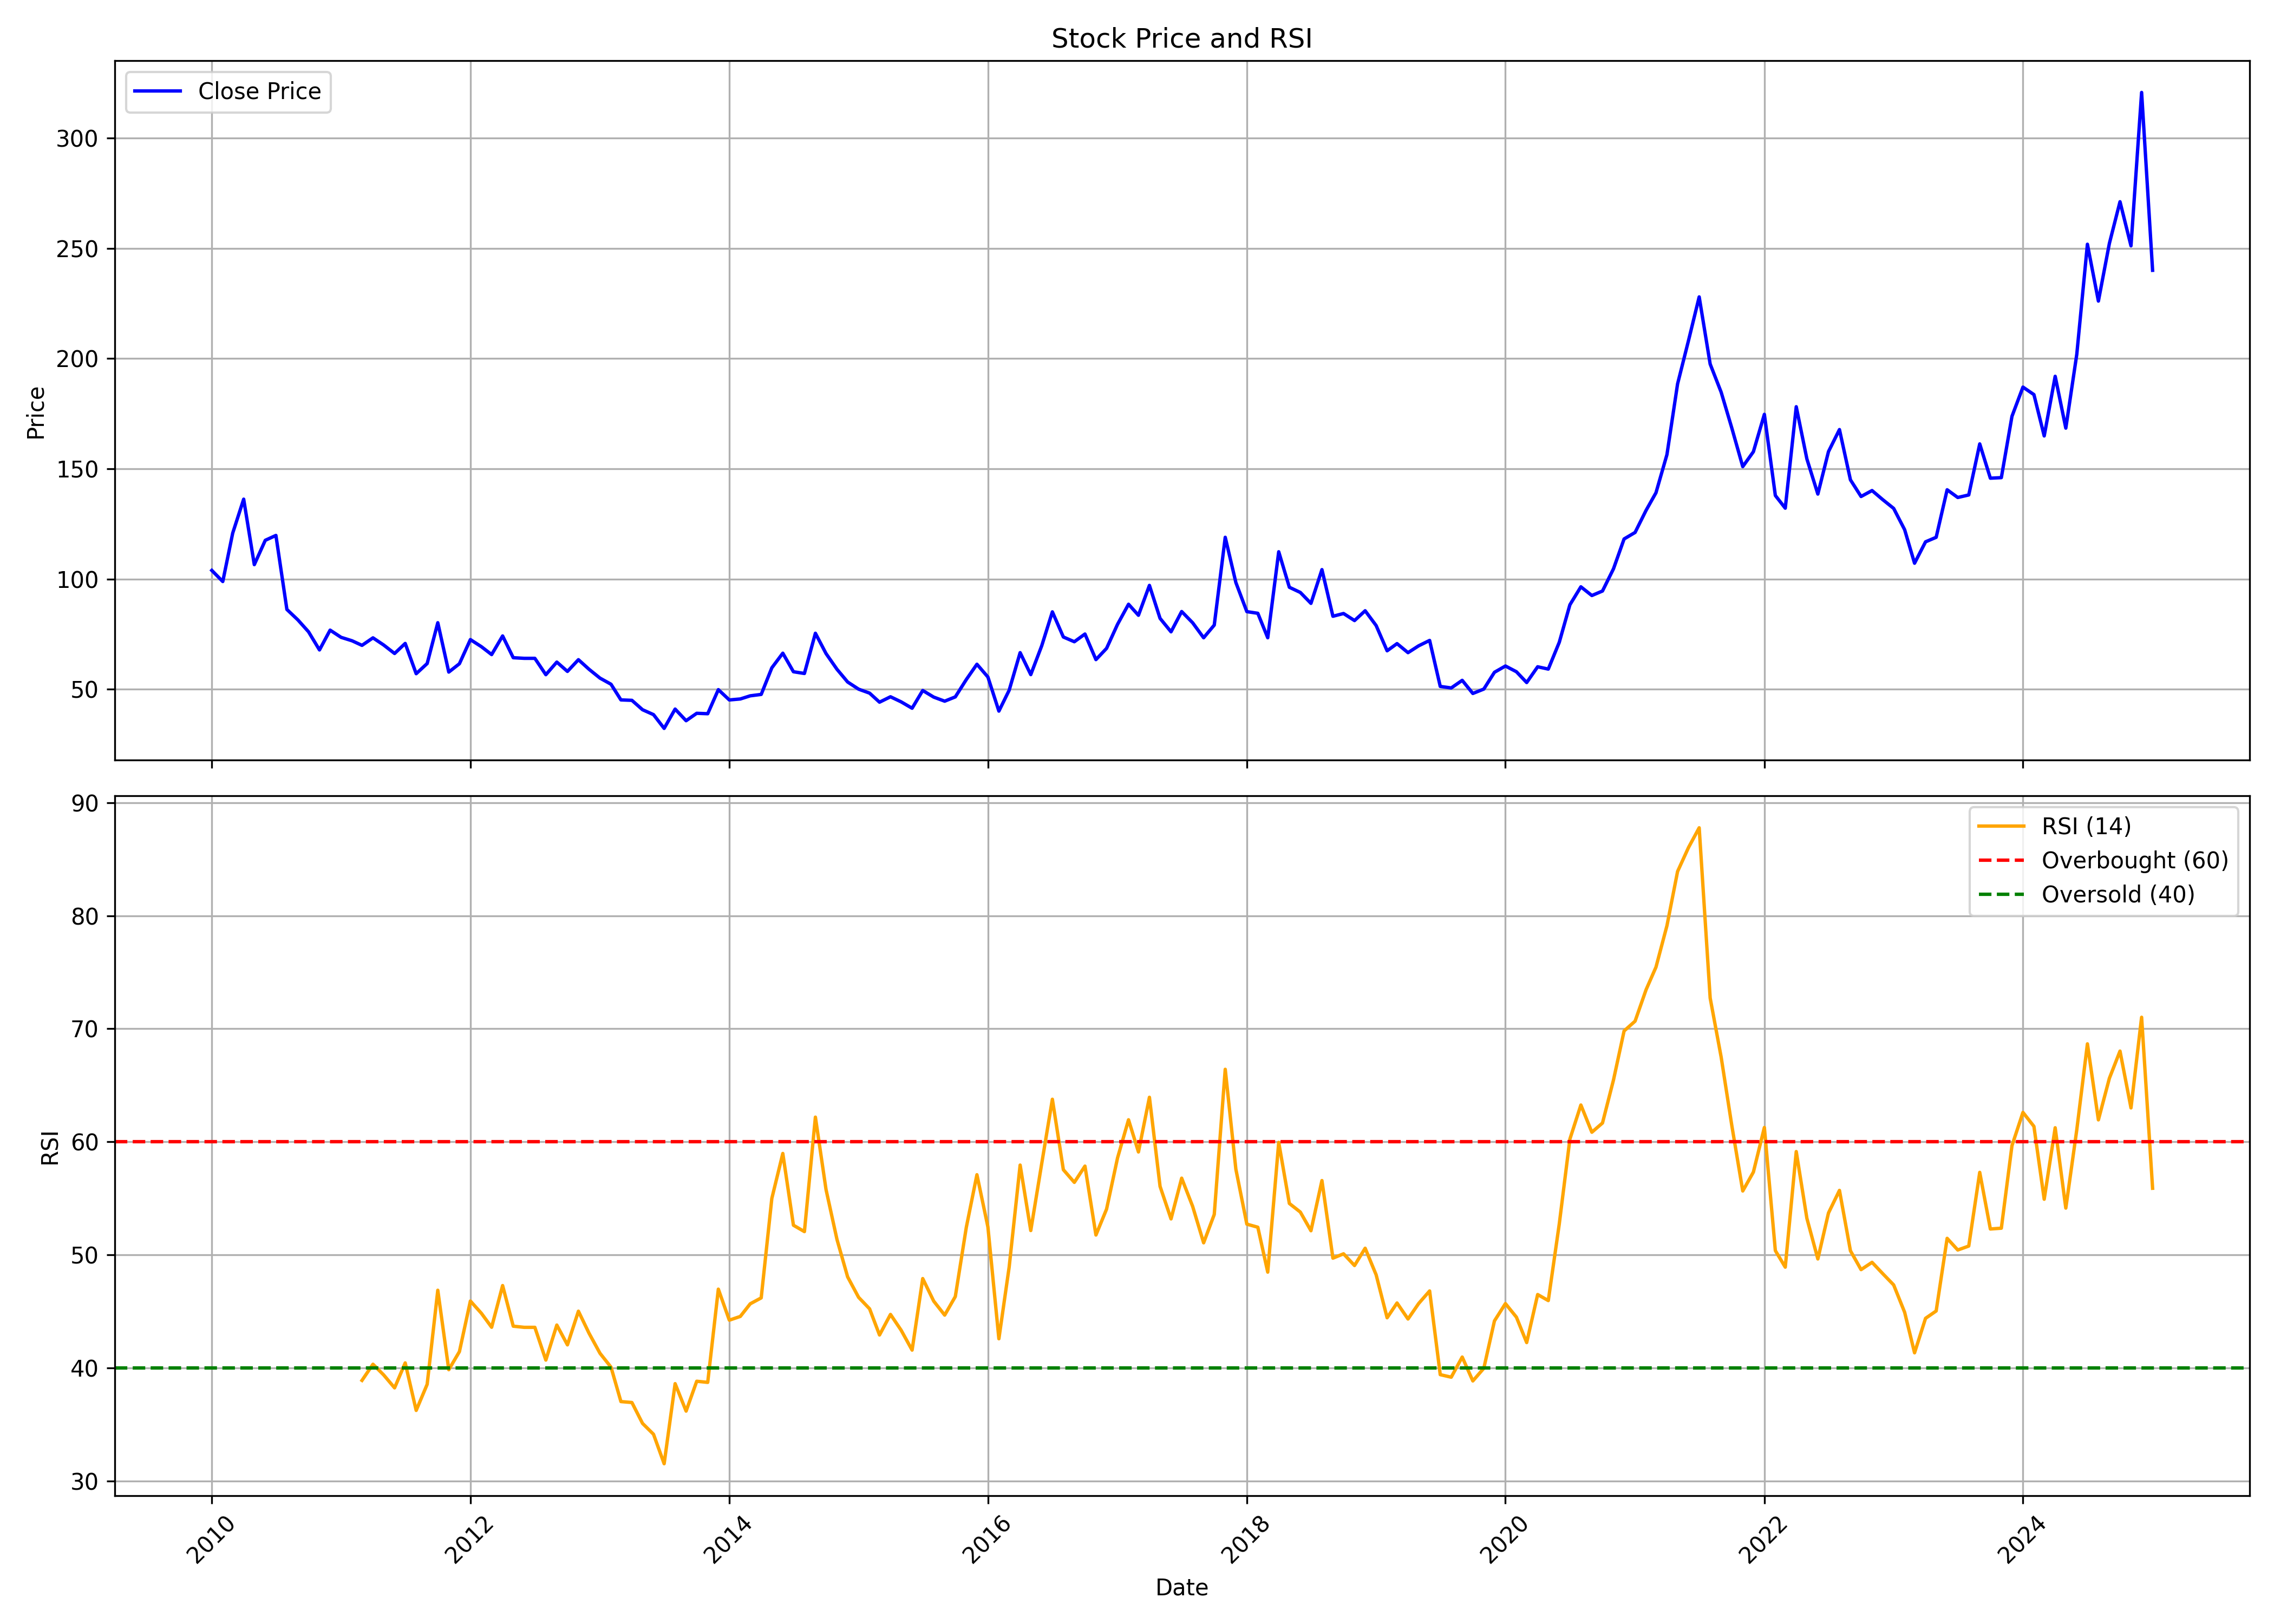 Stock Price and RSI
Close Price
300
250
200
150
100
50
Price
90
80
70
60
50
40
30
RSI
RSI (14)
Overbought (60)
Oversold (40)
2010
2012
2014
2016
2018
2020
2022
2024
Date